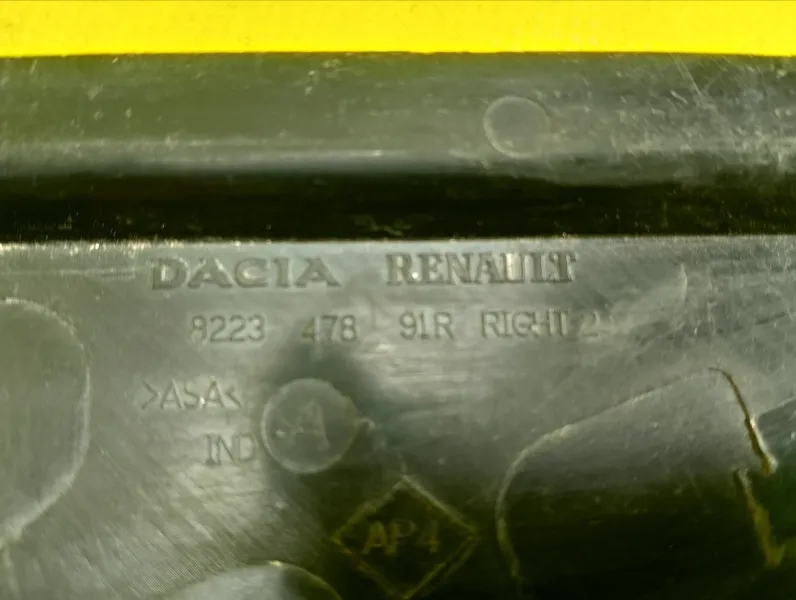 DACIA RENAULT
8223 478 91R RIGHT 2
>ASA<
IND A
AP4